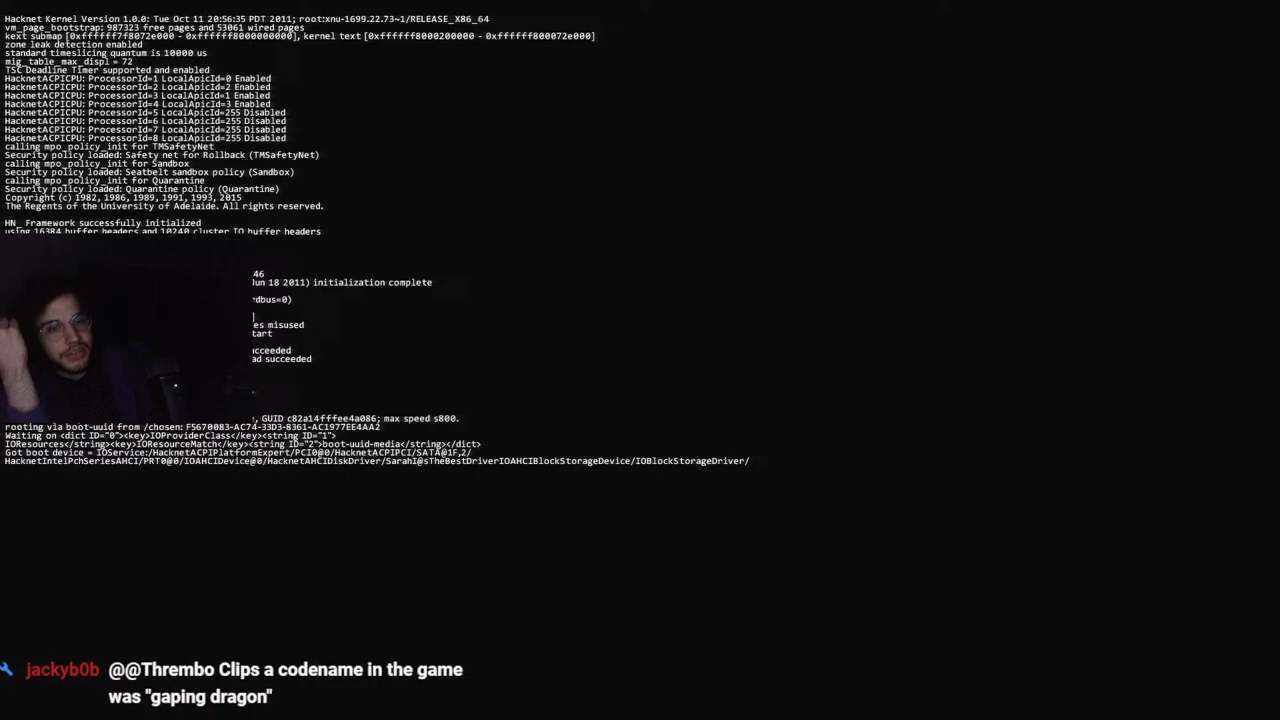 Hacknet Kernel Version 1.0.0: Tue Oct 11 20:56:35 PDT 2011; root:xnu-1699.22.73~1/RELEASE_X86_64
vm_page_bootstrap: 987323 free pages and 53061 wired pages
kext submap [0xffffff7f8072e000 - 0xffffff8000000000], kernel text [0xffffff8000200000 - 0xffffff800072e000]
zone leak detection enabled
standard timeslicing quantum is 10000 us
mig_table_max_displ = 72
TSC Deadline Timer supported and enabled
HacknetACPICPU: ProcessorId=1 LocalApicId=0 Enabled
HacknetACPICPU: ProcessorId=2 LocalApicId=2 Enabled
HacknetACPICPU: ProcessorId=3 LocalApicId=1 Enabled
HacknetACPICPU: ProcessorId=4 LocalApicId=3 Enabled
HacknetACPICPU: ProcessorId=5 LocalApicId=255 Disabled
HacknetACPICPU: ProcessorId=6 LocalApicId=255 Disabled
HacknetACPICPU: ProcessorId=7 LocalApicId=255 Disabled
HacknetACPICPU: ProcessorId=8 LocalApicId=255 Disabled
calling mpo_policy_init for TMSafetyNet
Security policy loaded: Safety net for Rollback (TMSafetyNet)
calling mpo_policy_init for Sandbox
Security policy loaded: Seatbelt sandbox policy (Sandbox)
calling mpo_policy_init for Quarantine
Security policy loaded: Quarantine policy (Quarantine)
Copyright (c) 1982, 1986, 1989, 1991, 1993, 2015
The Regents of the University of Adelaide. All rights reserved.
HN_ Framework successfully initialized
using 16384 buffer headers and 10240 cluster IO buffer headers
46
2011) initialization complete
rdbus=0)
]
es misused
tart
ucceeded
ad succeeded
, GUID c82a14fffee4a086; max speed s800.
rooting via boot-uuid from /chosen: F5670083-AC74-33D3-8361-AC1977EE4AA2
Waiting on <dict ID="0"><key>IOProviderClass</key><string ID="1">
IOResources</string><key>IOResourceMatch</key><string ID="2">boot-uuid-media</string></dict>
Got boot device = IOService:/HacknetACPIPlatformExpert/PCI0@0/HacknetACPIPCI/SATA@1F,2/
HacknetIntelPchSeriesAHCI/PRT0@0/IOAHCIDevice@0/HacknetAHCIDiskDriver/SarahI@sTheBestDriverIOAHCIBlockStorageDevice/IOBlockStorageDriver/
jackyb0b @@Thrembo Clips a codename in the game
was "gaping dragon"